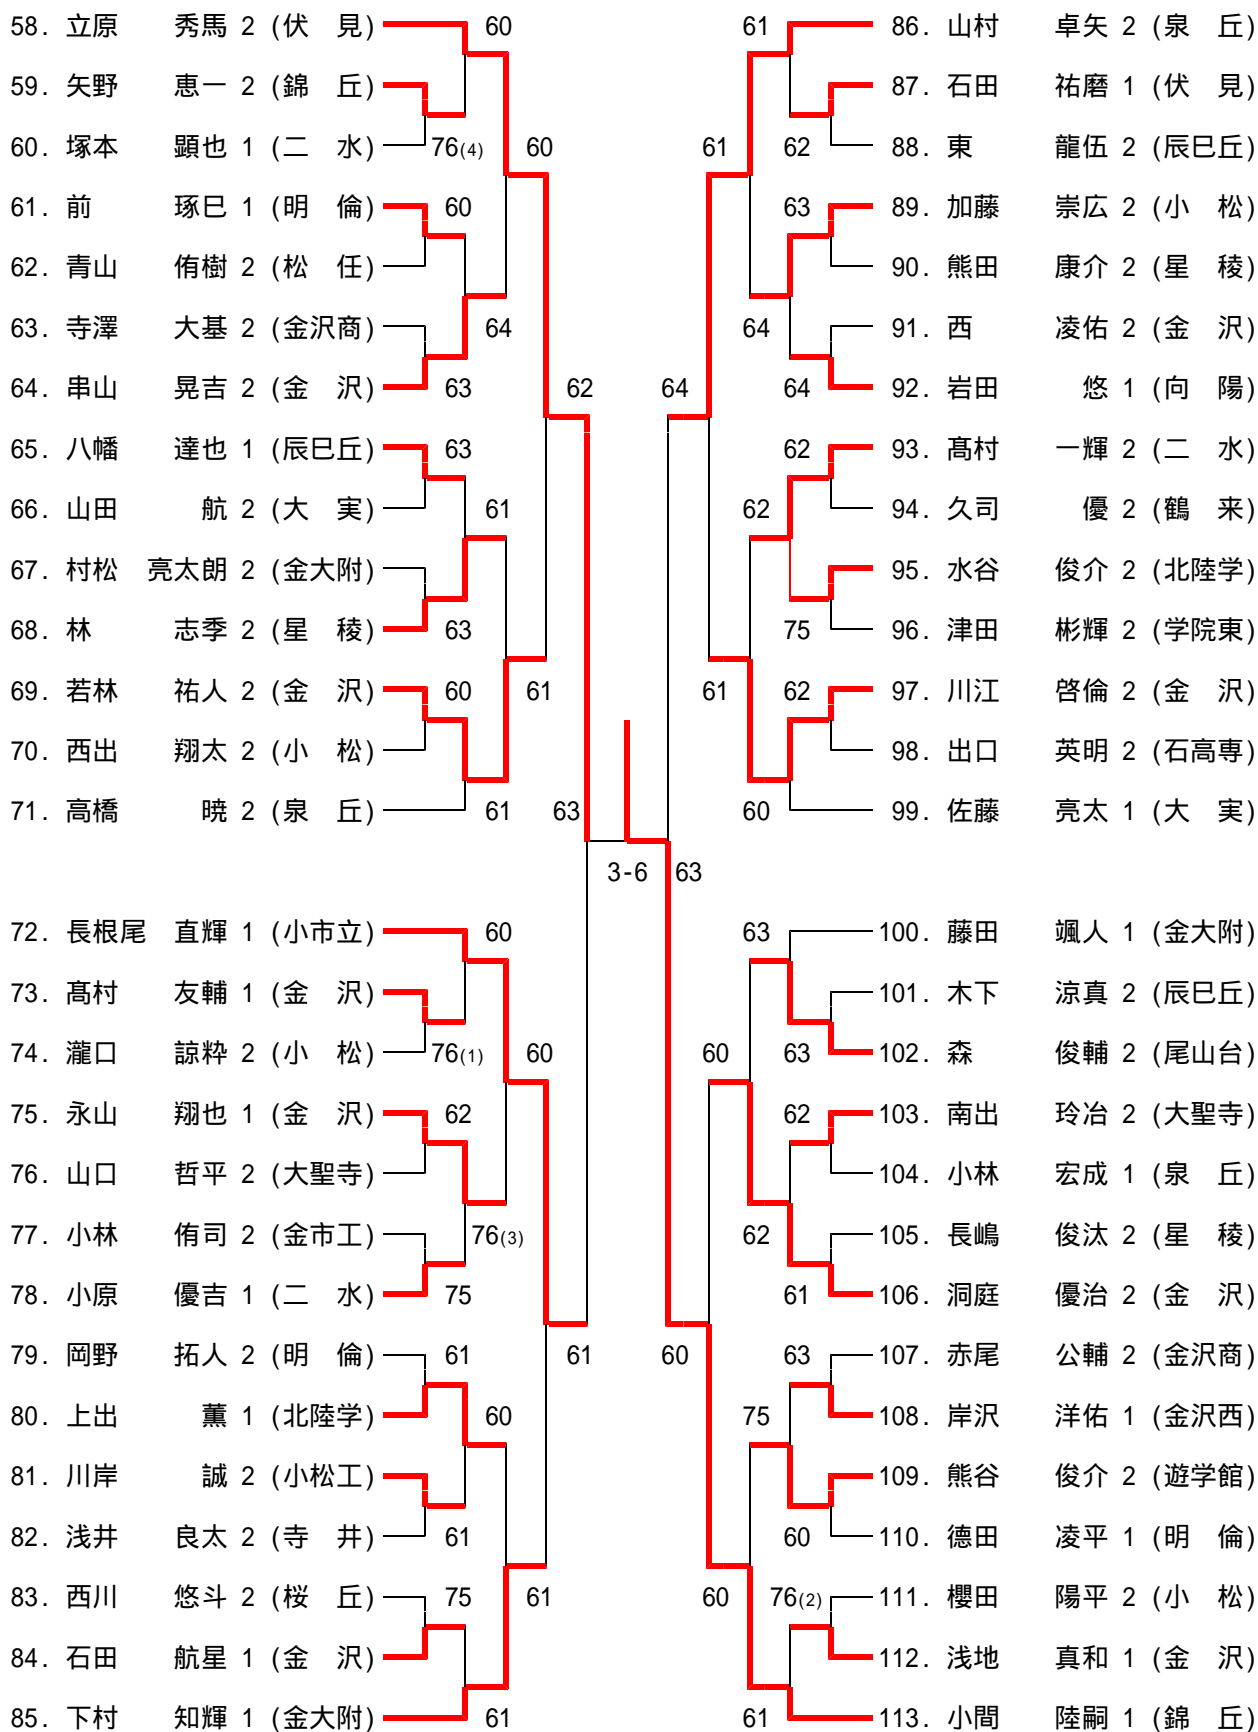 58. 立原 秀馬 2 (伏 見) 60 61 86. 山村 卓矢 2 (泉 丘)
59. 矢野 恵一 2 (錦 丘) 87. 石田 祐磨 1 (伏 見)
60. 塚本 顕也 1 (二 水) 76(4) 60 61 62 88. 東 龍伍 2 (辰巳丘)
61. 前 琢巳 1 (明 倫) 60 63 89. 加藤 崇広 2 (小 松)
62. 青山 侑樹 2 (松 任) 90. 熊田 康介 2 (星 稜)
63. 寺澤 大基 2 (金沢商) 64 64 91. 西 凌佑 2 (金 沢)
64. 串山 晃吉 2 (金 沢) 63 62 64 64 92. 岩田 悠 1 (向 陽)
65. 八幡 達也 1 (辰巳丘) 63 62 93. 髙村 一輝 2 (二 水)
66. 山田 航 2 (大 実) 61 62 94. 久司 優 2 (鶴 来)
67. 村松 亮太朗 2 (金大附) 95. 水谷 俊介 2 (北陸学)
68. 林 志季 2 (星 稜) 63 75 96. 津田 彬輝 2 (学院東)
69. 若林 祐人 2 (金 沢) 60 61 61 62 97. 川江 啓倫 2 (金 沢)
70. 西出 翔太 2 (小 松) 98. 出口 英明 2 (石高専)
71. 高橋 暁 2 (泉 丘) 61 63 60 99. 佐藤 亮太 1 (大 実)
3-6 63
72. 長根尾 直輝 1 (小市立) 60 63 100. 藤田 颯人 1 (金大附)
73. 髙村 友輔 1 (金 沢) 101. 木下 涼真 2 (辰巳丘)
74. 瀧口 諒粋 2 (小 松) 76(1) 60 60 63 102. 森 俊輔 2 (尾山台)
75. 永山 翔也 1 (金 沢) 62 62 103. 南出 玲冶 2 (大聖寺)
76. 山口 哲平 2 (大聖寺) 104. 小林 宏成 1 (泉 丘)
77. 小林 侑司 2 (金市工) 76(3) 62 105. 長嶋 俊汰 2 (星 稜)
78. 小原 優吉 1 (二 水) 75 61 106. 洞庭 優治 2 (金 沢)
79. 岡野 拓人 2 (明 倫) 61 61 60 63 107. 赤尾 公輔 2 (金沢商)
80. 上出 薫 1 (北陸学) 60 75 108. 岸沢 洋佑 1 (金沢西)
81. 川岸 誠 2 (小松工) 109. 熊谷 俊介 2 (遊学館)
82. 浅井 良太 2 (寺 井) 61 60 110. 德田 凌平 1 (明 倫)
83. 西川 悠斗 2 (桜 丘) 75 61 60 76(2) 111. 櫻田 陽平 2 (小 松)
84. 石田 航星 1 (金 沢) 112. 浅地 真和 1 (金 沢)
85. 下村 知輝 1 (金大附) 61 61 113. 小間 陸嗣 1 (錦 丘)